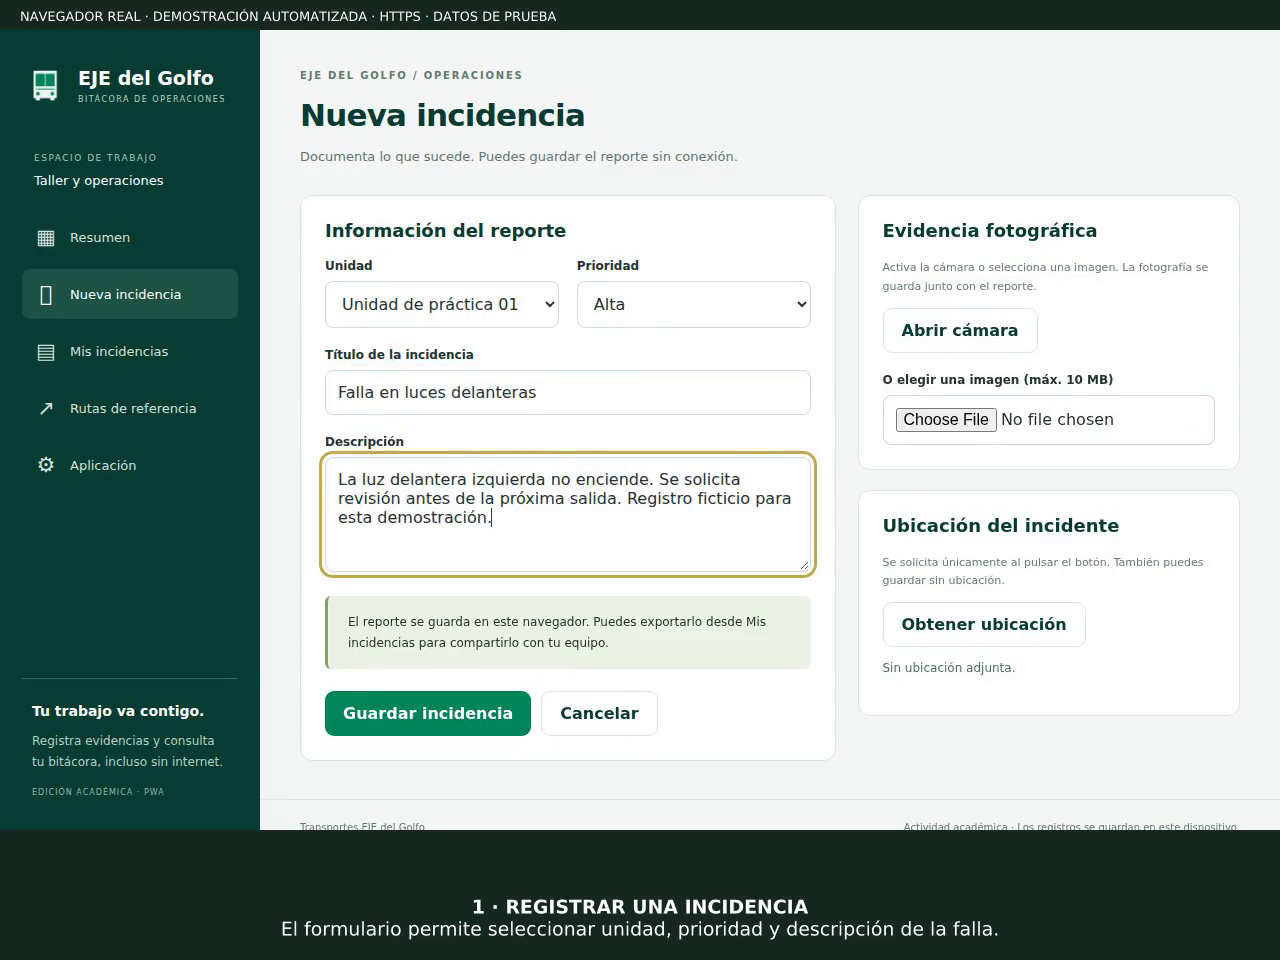 NAVEGADOR REAL · DEMOSTRACIÓN AUTOMATIZADA · HTTPS · DATOS DE PRUEBA
EJE del Golfo
BITÁCORA DE OPERACIONES
ESPACIO DE TRABAJO
Taller y operaciones
Resumen
Nueva incidencia
Mis incidencias
Rutas de referencia
Aplicación
Tu trabajo va contigo.
Registra evidencias y consulta
tu bitácora, incluso sin internet.
EDICIÓN ACADÉMICA · PWA
EJE DEL GOLFO / OPERACIONES
Nueva incidencia
Documenta lo que sucede. Puedes guardar el reporte sin conexión.
Información del reporte
Unidad
Prioridad
Unidad de práctica 01
Alta
Título de la incidencia
Falla en luces delanteras
Descripción
La luz delantera izquierda no enciende. Se solicita
revisión antes de la próxima salida. Registro ficticio para
esta demostración.
El reporte se guarda en este navegador. Puedes exportarlo desde Mis
incidencias para compartirlo con tu equipo.
Guardar incidencia
Cancelar
Evidencia fotográfica
Activa la cámara o selecciona una imagen. La fotografía se
guarda junto con el reporte.
Abrir cámara
O elegir una imagen (máx. 10 MB)
Choose File No file chosen
Ubicación del incidente
Se solicita únicamente al pulsar el botón. También puedes
guardar sin ubicación.
Obtener ubicación
Sin ubicación adjunta.
Transportes EJE del Golfo
Actividad académica · Los registros se guardan en este dispositivo.
1 · REGISTRAR UNA INCIDENCIA
El formulario permite seleccionar unidad, prioridad y descripción de la falla.